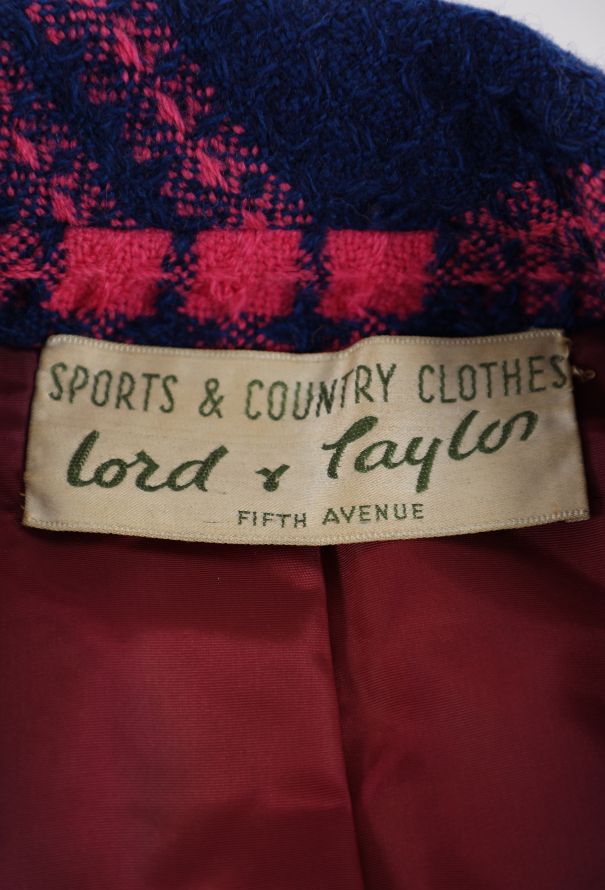 SPORTS & COUNTRY CLOTHES
lord & Taylor
FIFTH AVENUE